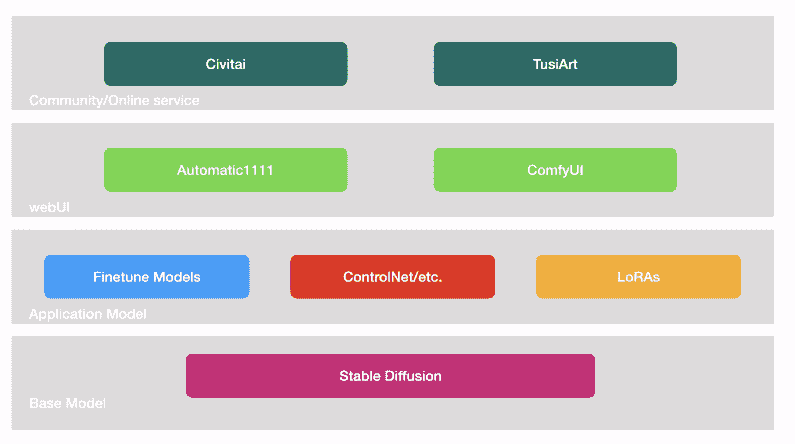 Civitai
TusiArt
Community/Online service
Automatic1111
ComfyUI
webUI
Finetune Models
ControlNet/etc.
LoRAs
Application Model
Stable Diffusion
Base Model